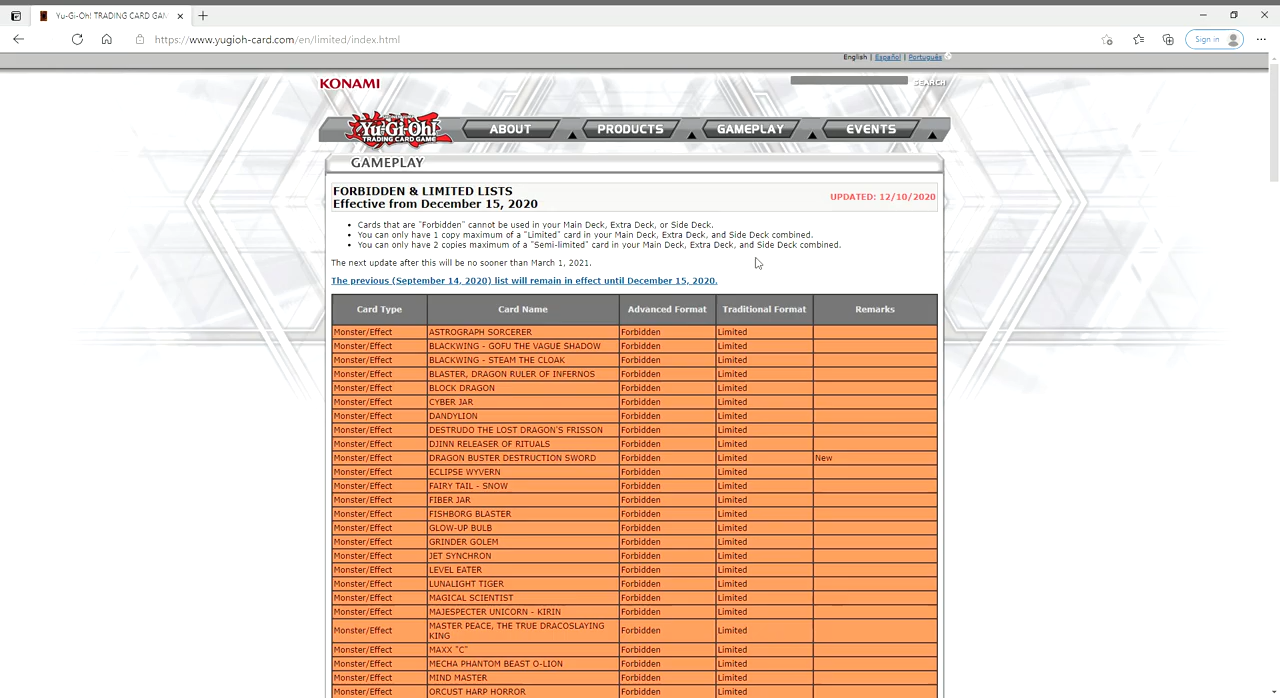 Yu-Gi-Oh! TRADING CARD GA
https://www.yugioh-card.com/en/limited/index.html
Sign in
English | Español | Português
KONAMI
SEARCH
Yu-Gi-Oh!
TRADING CARD GAME
ABOUT PRODUCTS GAMEPLAY EVENTS
GAMEPLAY
FORBIDDEN & LIMITED LISTS
Effective from December 15, 2020
UPDATED: 12/10/2020
• Cards that are "Forbidden" cannot be used in your Main Deck, Extra Deck, or Side Deck.
• You can only have 1 copy maximum of a "Limited" card in your Main Deck, Extra Deck, and Side Deck combined.
• You can only have 2 copies maximum of a "Semi-limited" card in your Main Deck, Extra Deck, and Side Deck combined.
The next update after this will be no sooner than March 1, 2021.
The previous (September 14, 2020) list will remain in effect until December 15, 2020.
Card Type Card Name Advanced Format Traditional Format Remarks
Monster/Effect ASTROGRAPH SORCERER Forbidden Limited
Monster/Effect BLACKWING - GOFU THE VAGUE SHADOW Forbidden Limited
Monster/Effect BLACKWING - STEAM THE CLOAK Forbidden Limited
Monster/Effect BLASTER, DRAGON RULER OF INFERNOS Forbidden Limited
Monster/Effect BLOCK DRAGON Forbidden Limited
Monster/Effect CYBER JAR Forbidden Limited
Monster/Effect DANDYLION Forbidden Limited
Monster/Effect DESTRUDO THE LOST DRAGON'S FRISSON Forbidden Limited
Monster/Effect DJINN RELEASER OF RITUALS Forbidden Limited
Monster/Effect DRAGON BUSTER DESTRUCTION SWORD Forbidden Limited New
Monster/Effect ECLIPSE WYVERN Forbidden Limited
Monster/Effect FAIRY TAIL - SNOW Forbidden Limited
Monster/Effect FIBER JAR Forbidden Limited
Monster/Effect FISHBORG BLASTER Forbidden Limited
Monster/Effect GLOW-UP BULB Forbidden Limited
Monster/Effect GRINDER GOLEM Forbidden Limited
Monster/Effect JET SYNCHRON Forbidden Limited
Monster/Effect LEVEL EATER Forbidden Limited
Monster/Effect LUNALIGHT TIGER Forbidden Limited
Monster/Effect MAGICAL SCIENTIST Forbidden Limited
Monster/Effect MAJESPECTER UNICORN - KIRIN Forbidden Limited
Monster/Effect MASTER PEACE, THE TRUE DRACOSLAYING KING Forbidden Limited
Monster/Effect MAXX "C" Forbidden Limited
Monster/Effect MECHA PHANTOM BEAST O-LION Forbidden Limited
Monster/Effect MIND MASTER Forbidden Limited
Monster/Effect ORCUST HARP HORROR Forbidden Limited